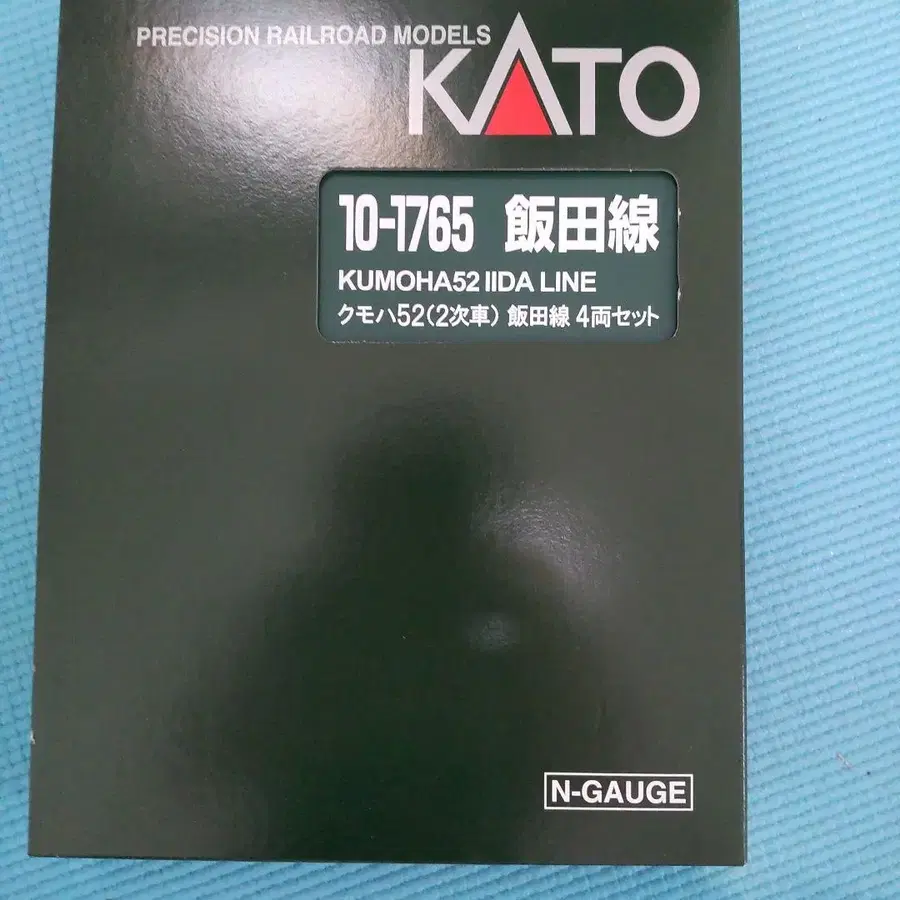 PRECISION RAILROAD MODELS
KATO
10-1765 飯田線
KUMOHA52 IIDA LINE
クモハ52(2次車) 飯田線 4両セット
N-GAUGE